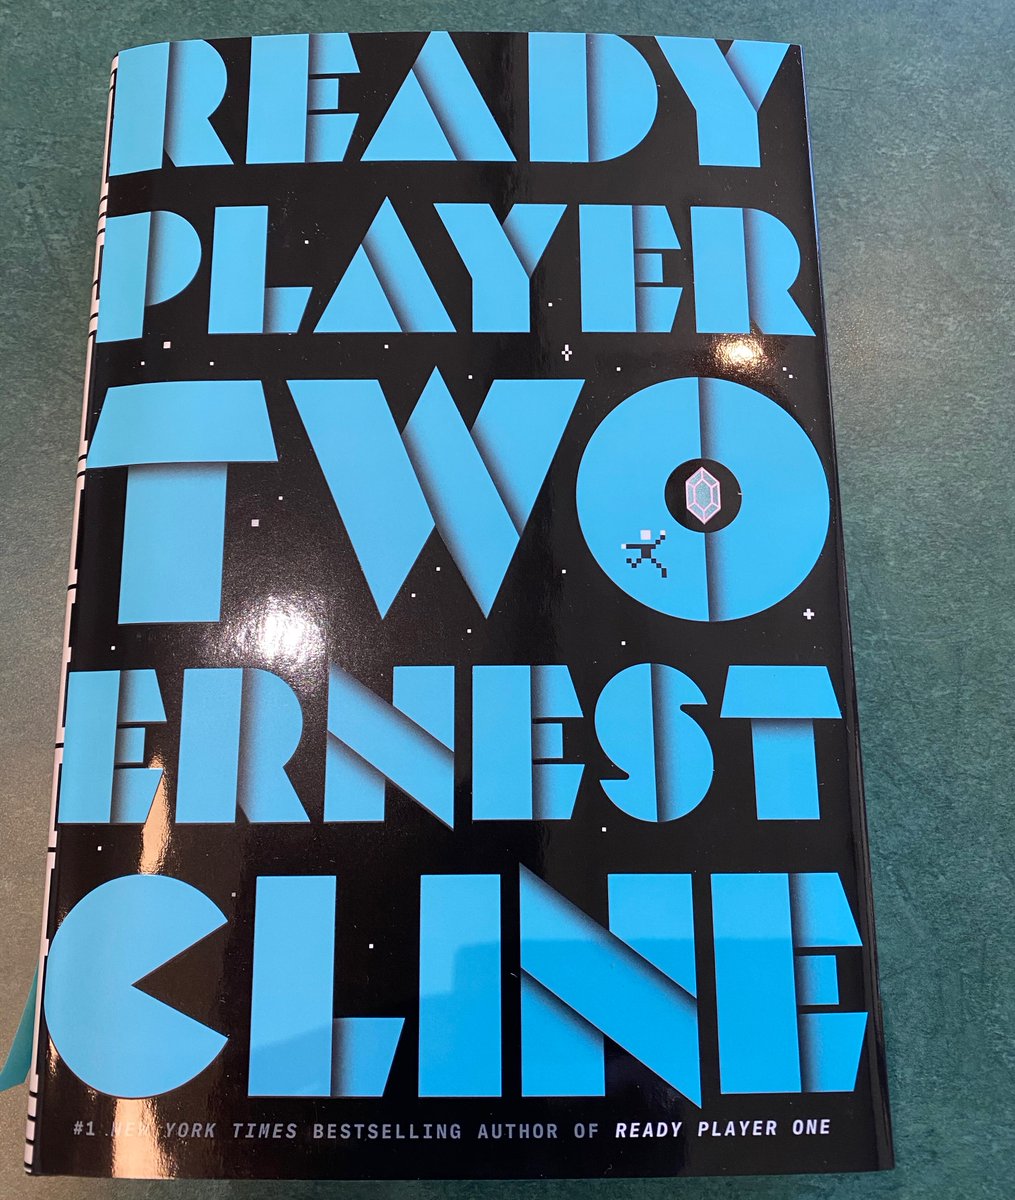 READY
PLAYER
TWO
ERNEST
CLINE
#1 NEW YORK TIMES BESTSELLING AUTHOR OF READY PLAYER ONE